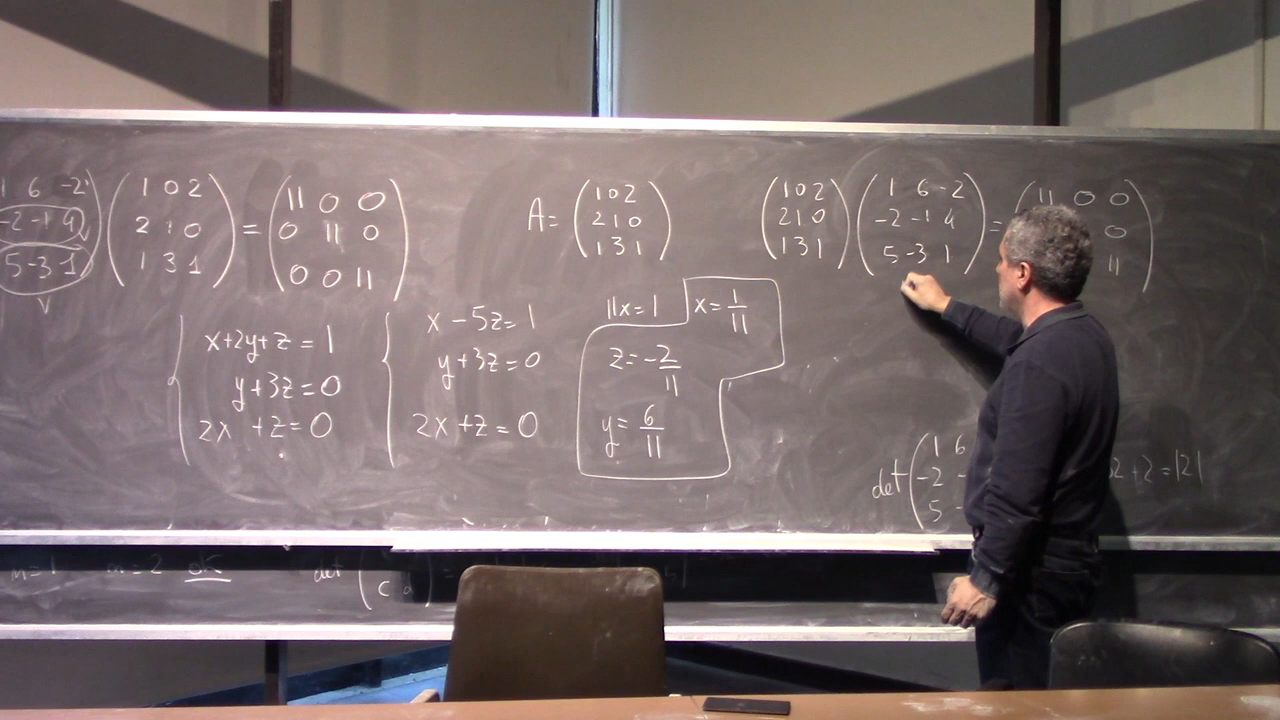 1 6 -2 1 0 2 11 0 0
-2 -1 4 2 1 0 = 0 11 0
5 -3 1 1 3 1 0 0 11
v
A = 1 0 2
2 1 0
1 3 1
1 0 2 1 6 -2 11 0 0
2 1 0 -2 -1 4 = 0
1 3 1 5 -3 1 11
x+2y+z=1
y+3z=0
2x +z=0
x-5z=1
y+3z=0
2x+z=0
11x=1 x=1/11
z=-2/11
y=6/11
det 1 6
-2 - 2+2=121
5 -
m=1 m=2 ok det
c a